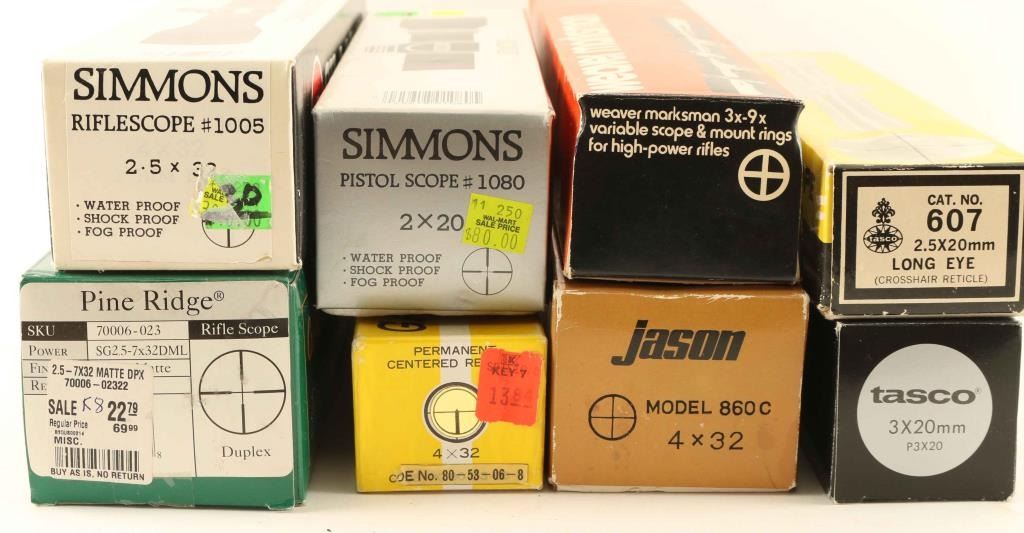 SIMMONS
RIFLESCOPE #1005
2.5 x
• WATER PROOF
• SHOCK PROOF
• FOG PROOF
SIMMONS
PISTOL SCOPE #1080
2×20
11 250
WAL-MART
SALE PRICE
$80.00
• WATER PROOF
• SHOCK PROOF
• FOG PROOF
weaver marksman 3x-9x
variable scope & mount rings
for high-power rifles
CAT. NO.
607
tasco
2.5X20mm
LONG EYE
(CROSSHAIR RETICLE)
Pine Ridge®
SKU 70006-023 Rifle Scope
POWER SG2.5-7x32DML
2.5-7X32 MATTE DPX
70006-02322
SALE K8 22.79
Regular Price 69.99
MISC.
BUY AS IS, NO RETURN
Duplex
PERMANENT
CENTERED
KEY 7
4×32
CODE No. 80-53-06-8
jason
MODEL 860C
4×32
tasco®
3X20mm
P3X20